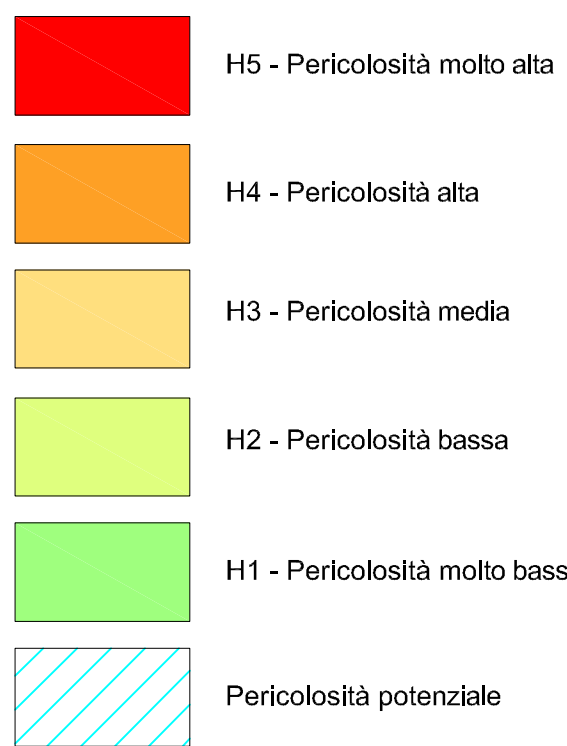 H5 - Pericolosità molto alta
H4 - Pericolosità alta
H3 - Pericolosità media
H2 - Pericolosità bassa
H1 - Pericolosità molto bass
Pericolosità potenziale